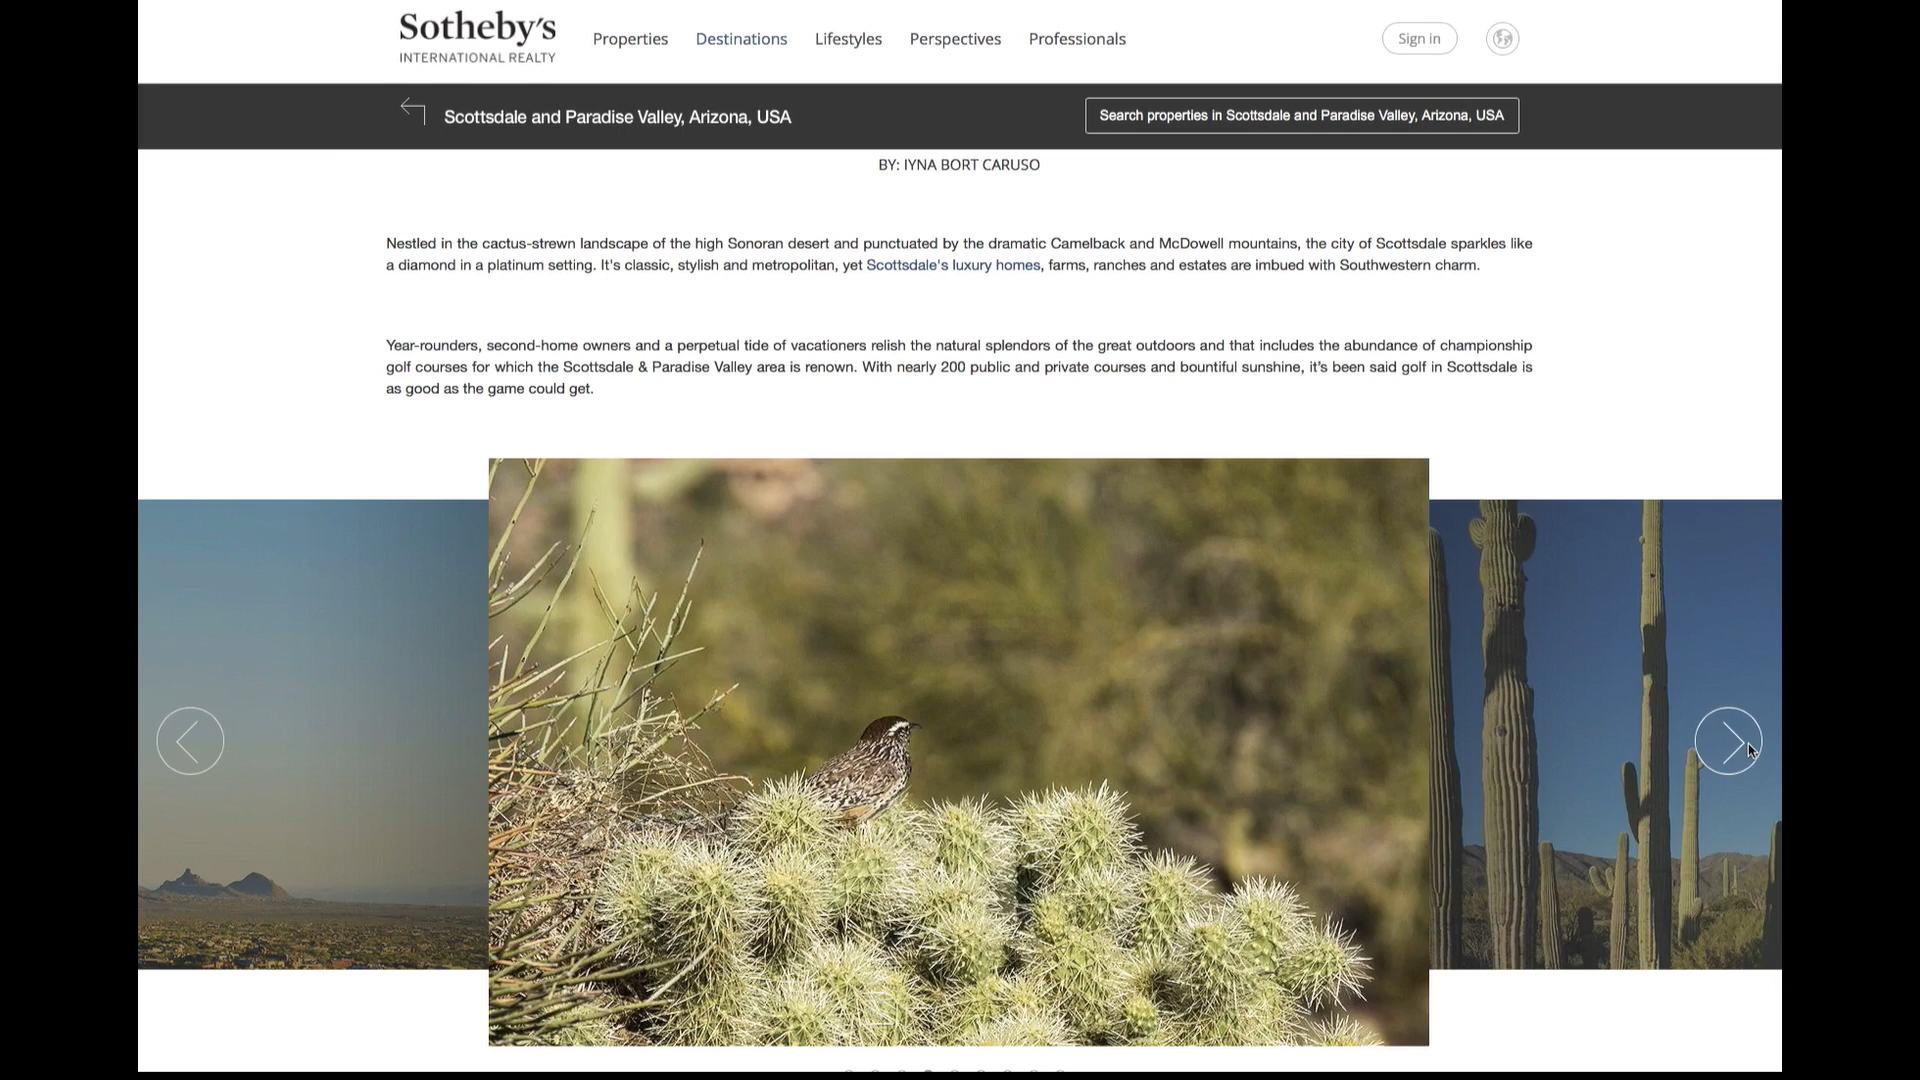 Sotheby's
INTERNATIONAL REALTY
Properties
Destinations
Lifestyles
Perspectives
Professionals
Sign in
Scottsdale and Paradise Valley, Arizona, USA
Search properties in Scottsdale and Paradise Valley, Arizona, USA
BY: IYNA BORT CARUSO
Nestled in the cactus-strewn landscape of the high Sonoran desert and punctuated by the dramatic Camelback and McDowell mountains, the city of Scottsdale sparkles like
a diamond in a platinum setting. It's classic, stylish and metropolitan, yet Scottsdale's luxury homes, farms, ranches and estates are imbued with Southwestern charm.
Year-rounders, second-home owners and a perpetual tide of vacationers relish the natural splendors of the great outdoors and that includes the abundance of championship
golf courses for which the Scottsdale & Paradise Valley area is renown. With nearly 200 public and private courses and bountiful sunshine, it’s been said golf in Scottsdale is
as good as the game could get.